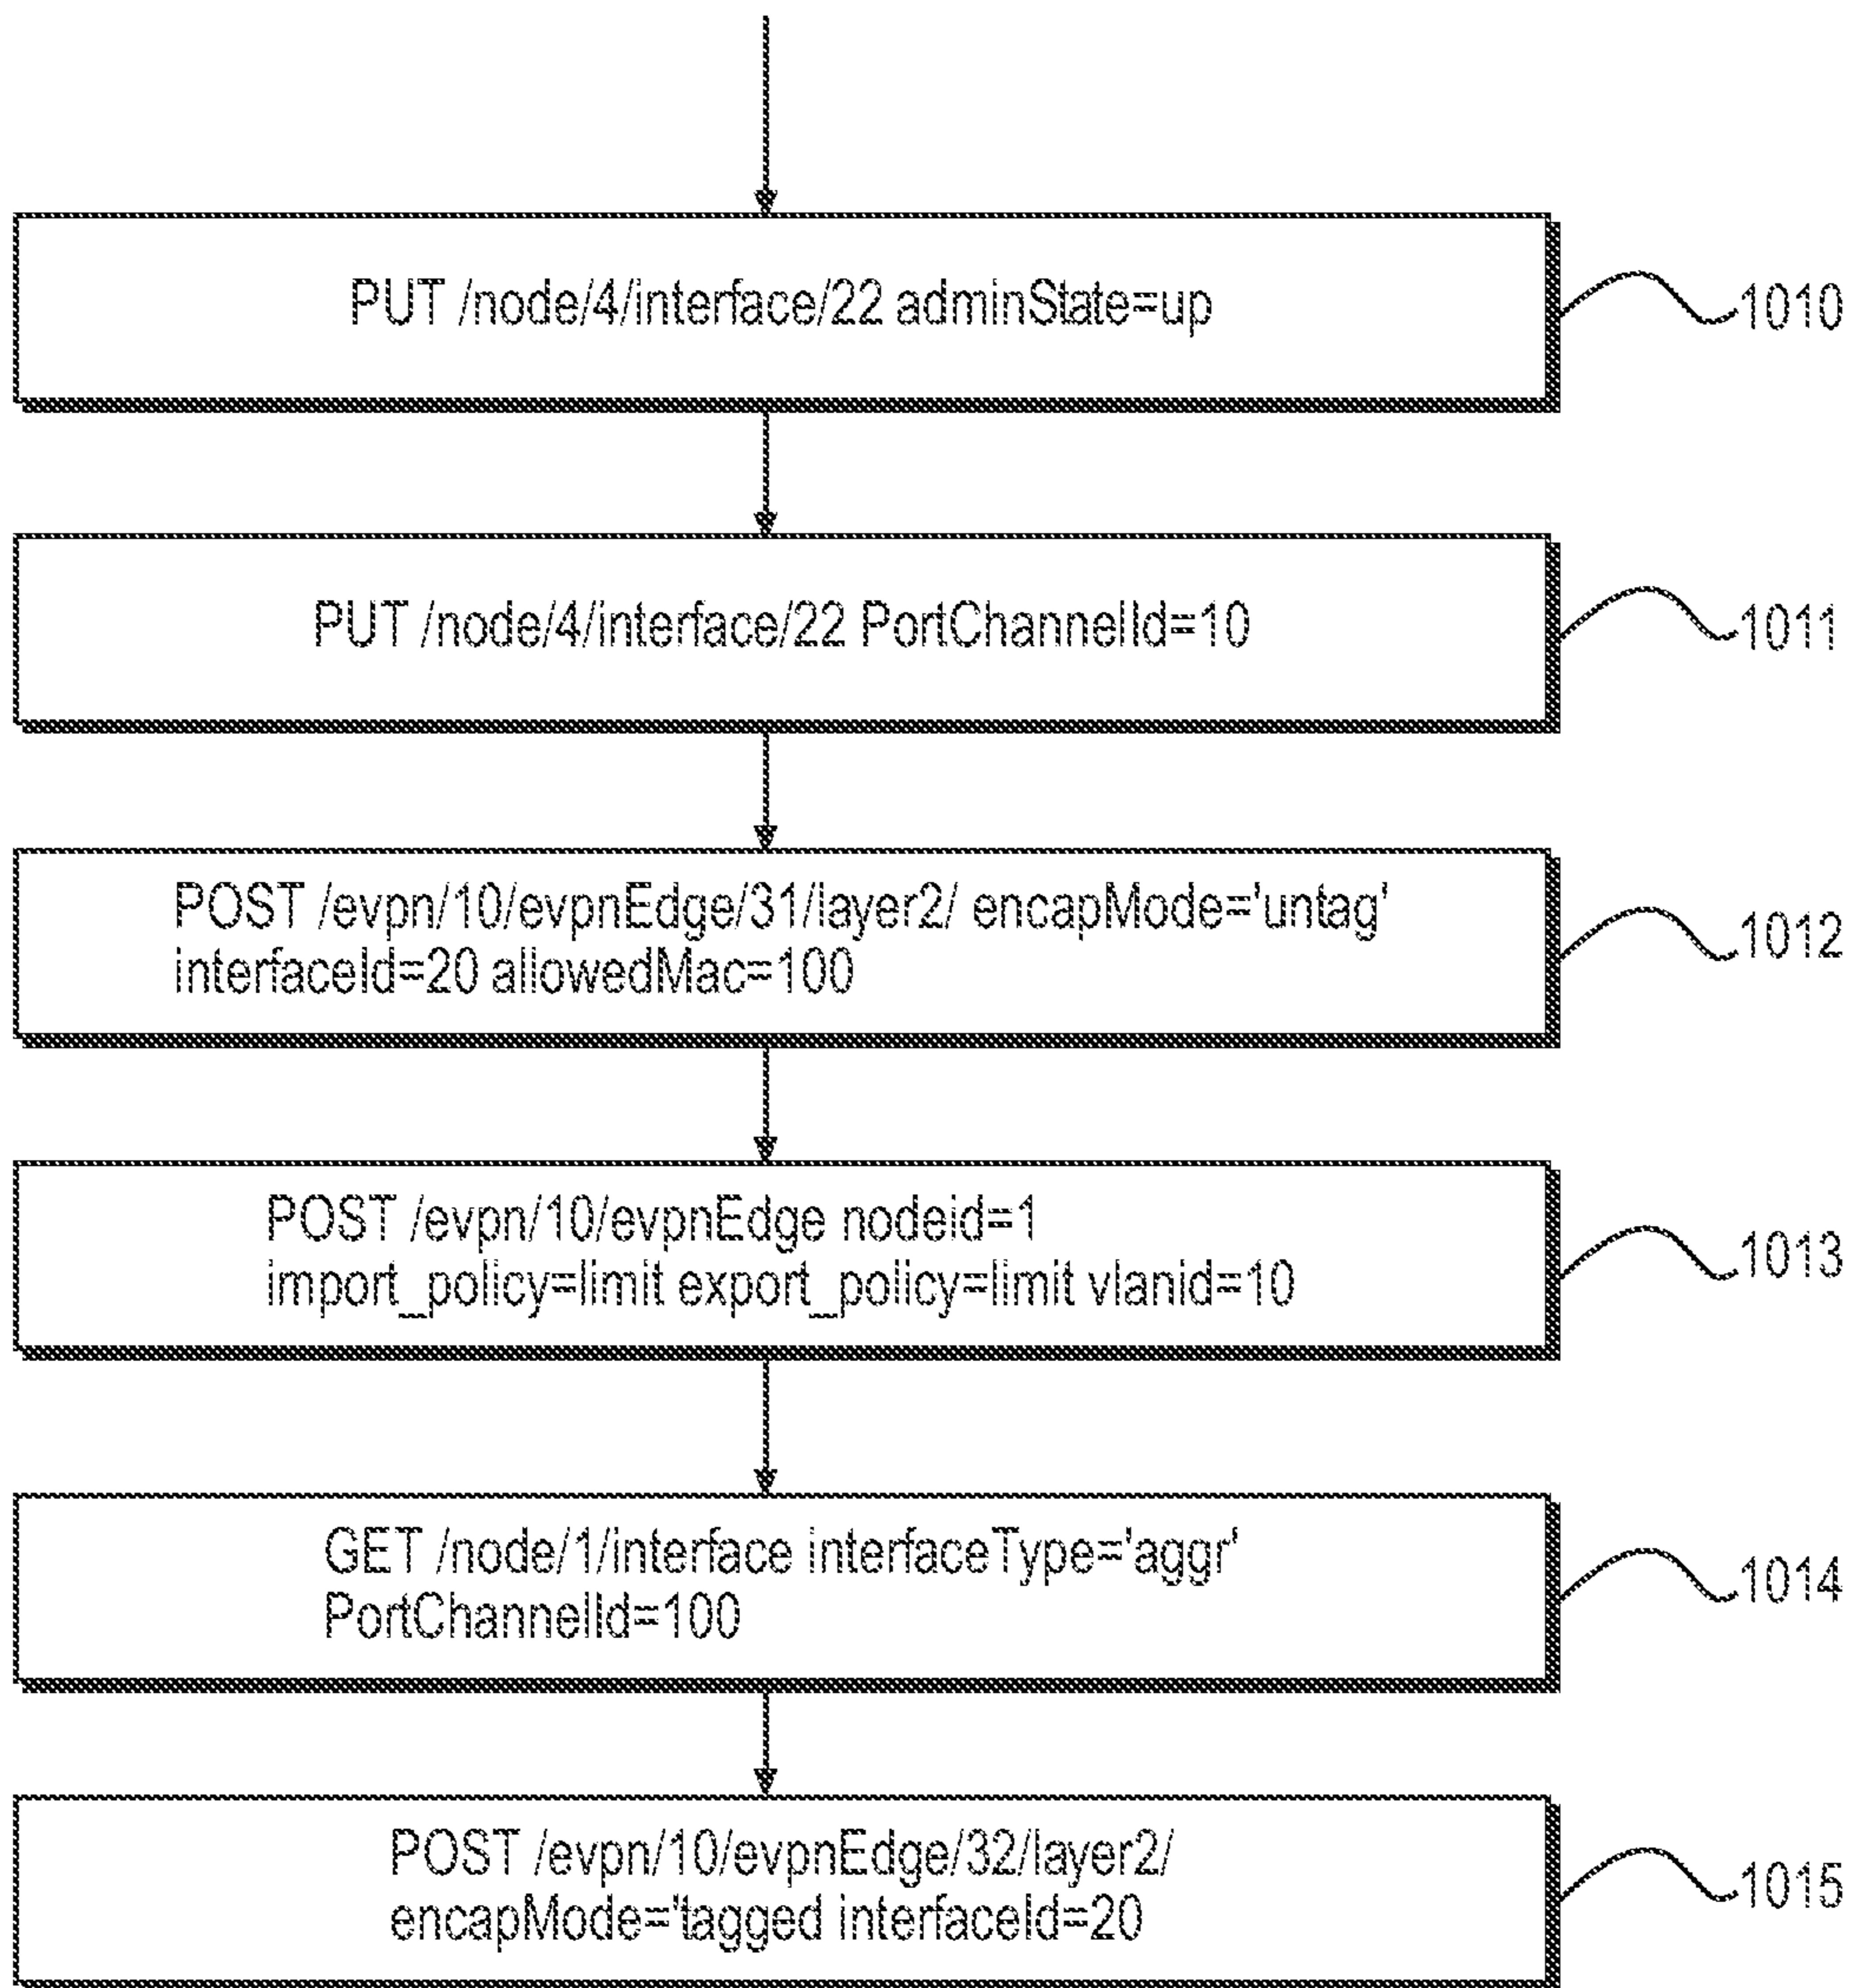 PUT /node/4/interface/22 adminState=up
1010
PUT /node/4/interface/22 PortChannelId=10
1011
POST /evpn/10/evpnEdge/31/layer2/ encapMode='untag'
interfaceId=20 allowedMac=100
1012
POST /evpn/10/evpnEdge nodeid=1
import_policy=limit export_policy=limit vlanid=10
1013
GET /node/1/interface interfaceType='aggr'
PortChannelId=100
1014
POST /evpn/10/evpnEdge/32/layer2/
encapMode='tagged interfaceId=20
1015